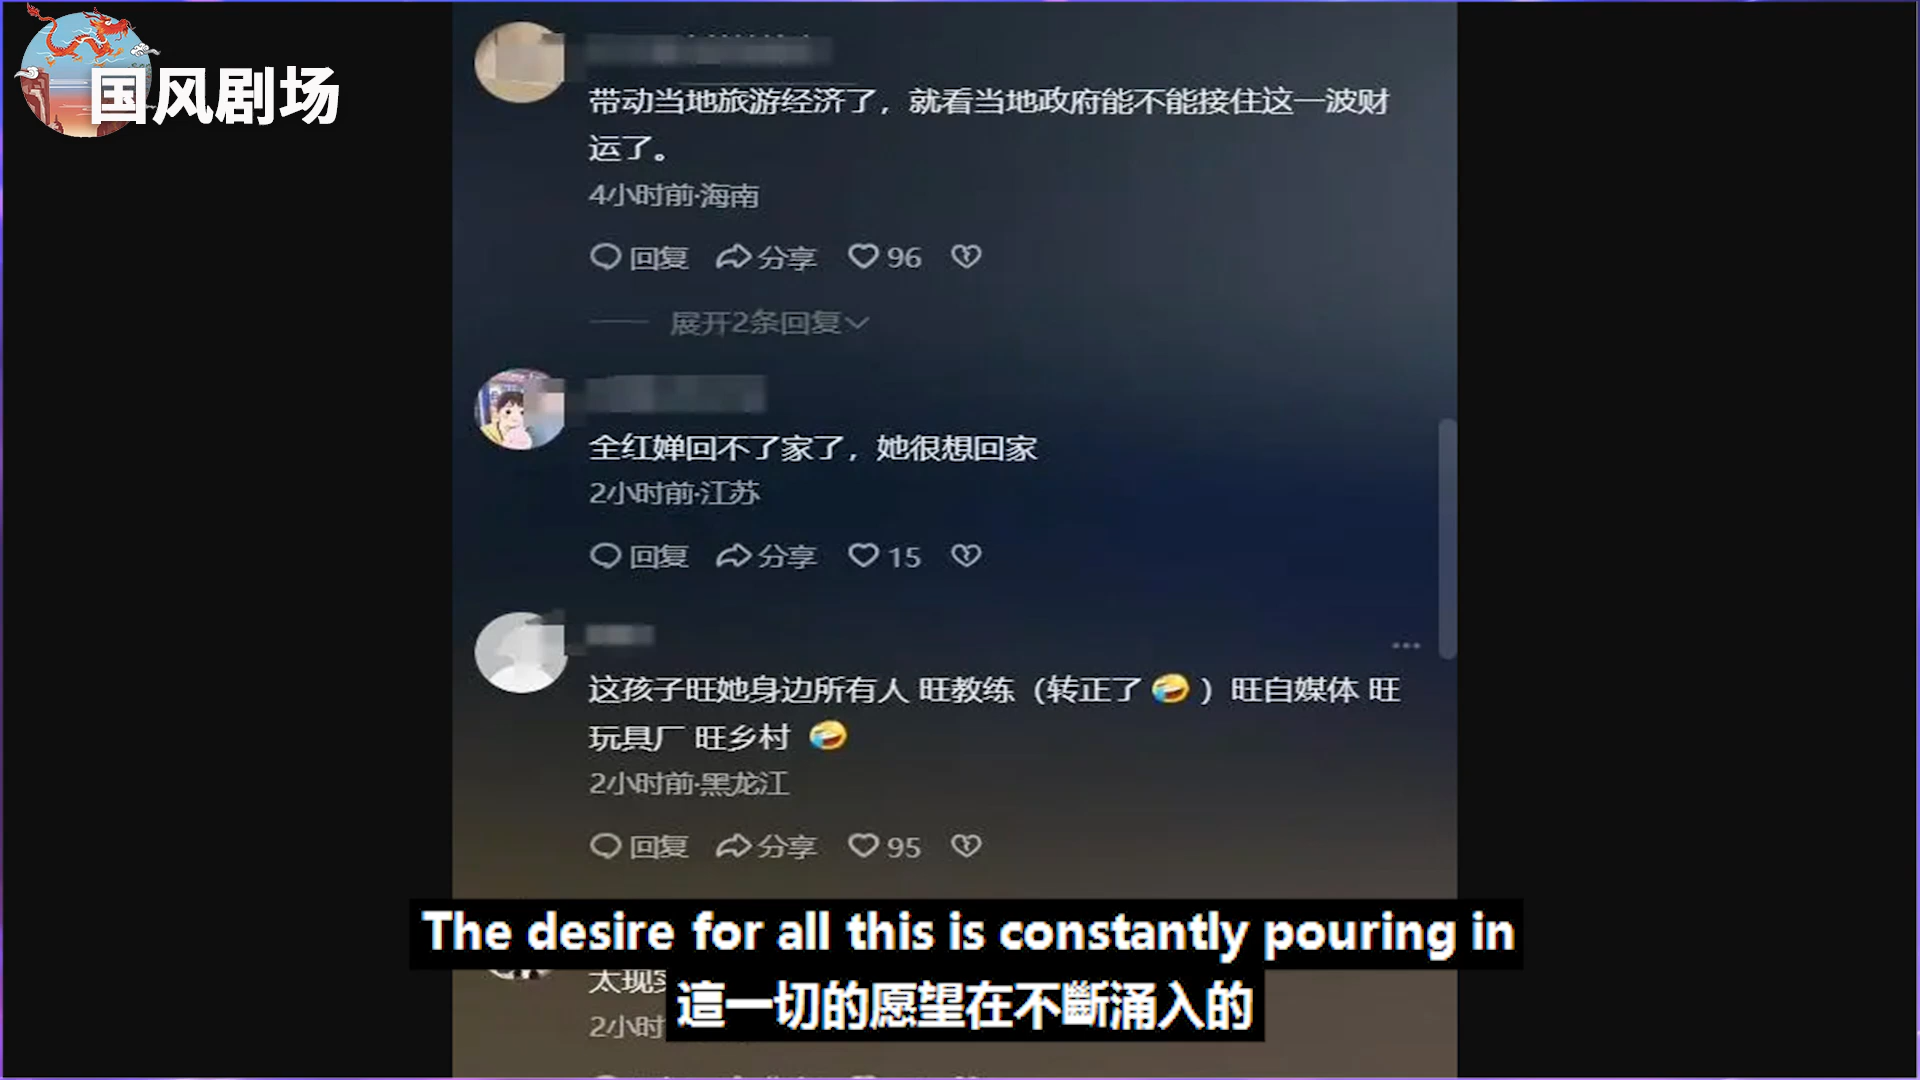 国风剧场
带动当地旅游经济了，就看当地政府能不能接住这一波财
运了。
4小时前·海南
回复 分享 96
展开2条回复
全红婵回不了家了，她很想回家
2小时前·江苏
回复 分享 15
这孩子旺她身边所有人 旺教练（转正了🤣）旺自媒体 旺
玩具厂 旺乡村 🤣
2小时前·黑龙江
回复 分享 95
The desire for all this is constantly pouring in
太现
2小时
這一切的愿望在不斷涌入的